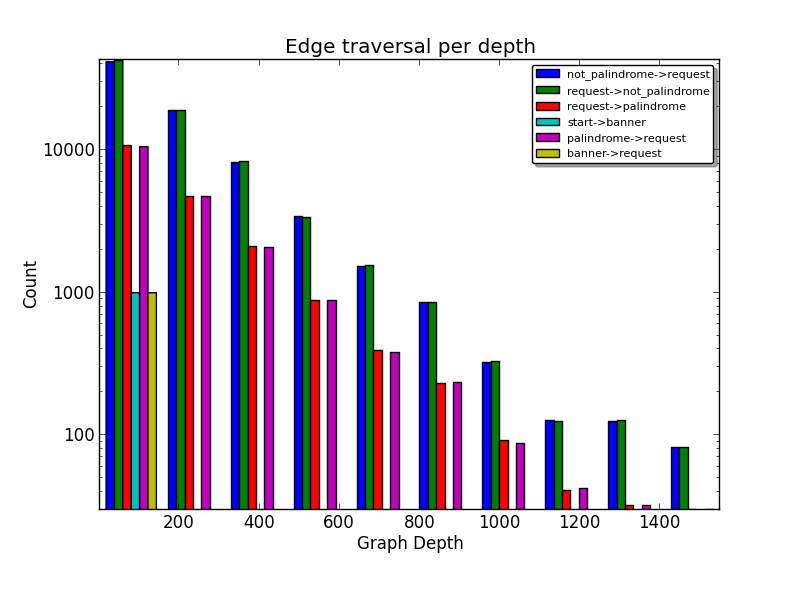 Edge traversal per depth
not_palindrome->request
request->not_palindrome
request->palindrome
start->banner
palindrome->request
banner->request
10000
1000
100
Count
200 400 600 800 1000 1200 1400
Graph Depth